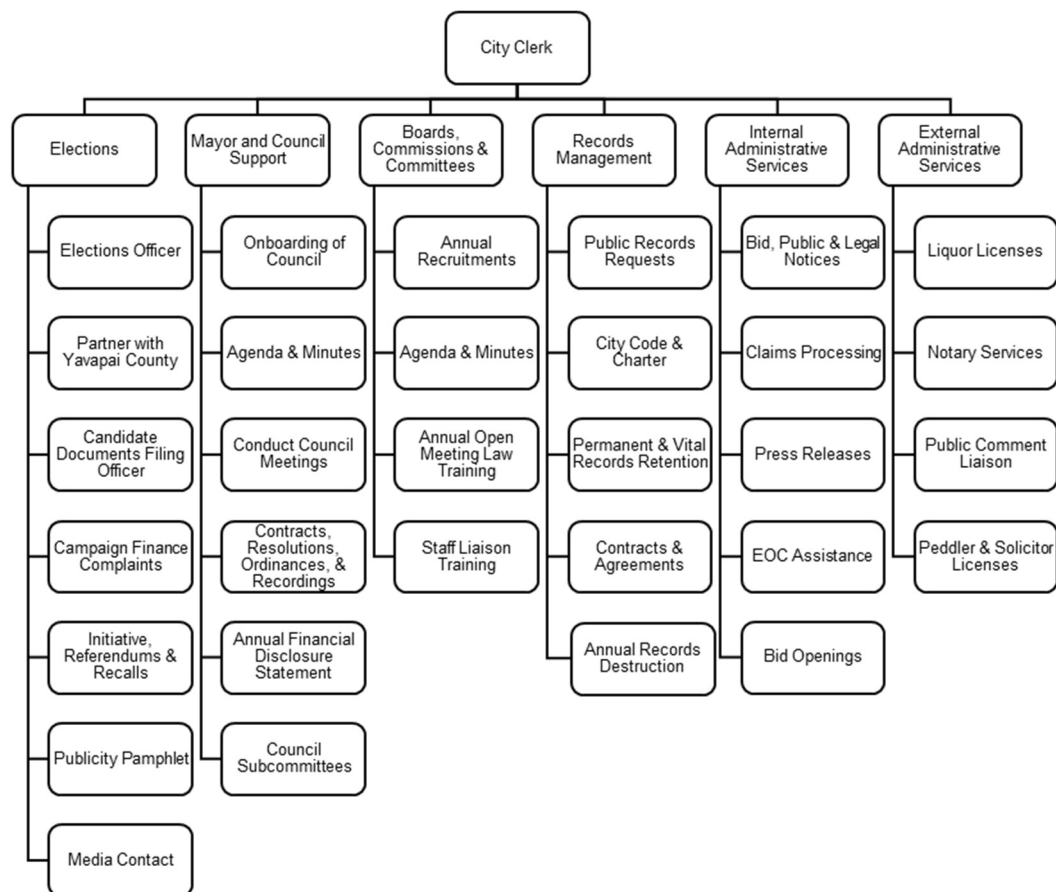 City Clerk
Elections
Mayor and Council
Support
Boards,
Commissions &
Committees
Records
Management
Internal
Administrative
Services
External
Administrative
Services
Elections Officer
Onboarding of
Council
Annual
Recruitments
Public Records
Requests
Bid, Public & Legal
Notices
Liquor Licenses
Partner with
Yavapai County
Agenda & Minutes
Agenda & Minutes
City Code &
Charter
Claims Processing
Notary Services
Candidate
Documents Filing
Officer
Conduct Council
Meetings
Annual Open
Meeting Law
Training
Permanent & Vital
Records Retention
Press Releases
Public Comment
Liaison
Campaign Finance
Complaints
Contracts,
Resolutions,
Ordinances, &
Recordings
Staff Liaison
Training
Contracts &
Agreements
EOC Assistance
Peddler & Solicitor
Licenses
Initiative,
Referendums &
Recalls
Annual Financial
Disclosure
Statement
Annual Records
Destruction
Bid Openings
Publicity Pamphlet
Council
Subcommittees
Media Contact